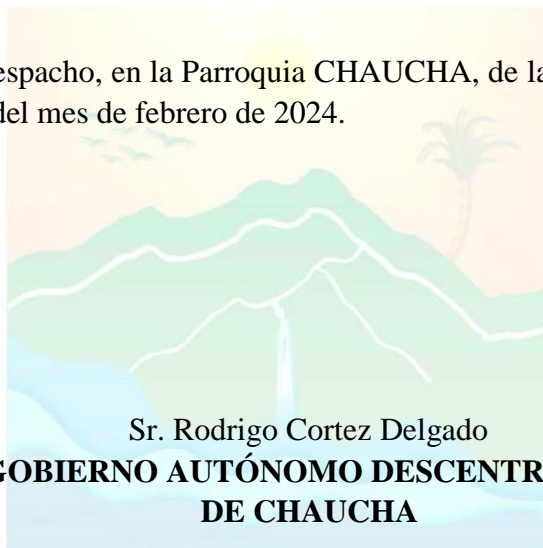 espacho, en la Parroquia CHAUCHA, de la
del mes de febrero de 2024.
Sr. Rodrigo Cortez Delgado
GOBIERNO AUTÓNOMO DESCENTR
DE CHAUCHA